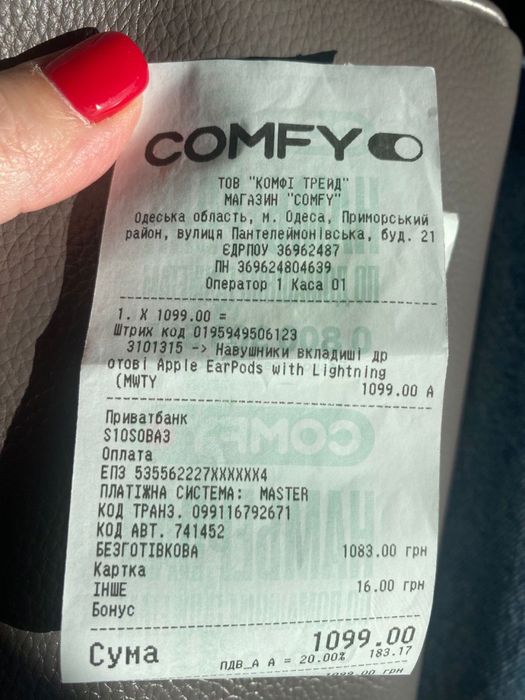 COMFY
ТОВ "КОМФІ ТРЕЙД"
МАГАЗИН "COMFY"
Одеська область, м. Одеса, Приморський
район, вулиця Пантелеймонівська, буд. 21
ЄДРПОУ 36962487
ПН 369624804639
Оператор 1 Каса 01
1. X 1099.00 =
Штрих код 0195949506123
3101315 -> Навушники вкладиші др
отові Apple EarPods with Lightning
(MWTY 1099.00 А
Приватбанк
S1OSOBA3
Оплата
ЕПЗ 535562227XXXXXX4
ПЛАТІЖНА СИСТЕМА: MASTER
КОД ТРАНЗ. 099116792671
КОД АВТ. 741452
БЕЗГОТІВКОВА 1083.00 грн
Картка
ІНШЕ 16.00 грн
Бонус
Сума 1099.00
ПДВ_А А = 20.00% 183.17